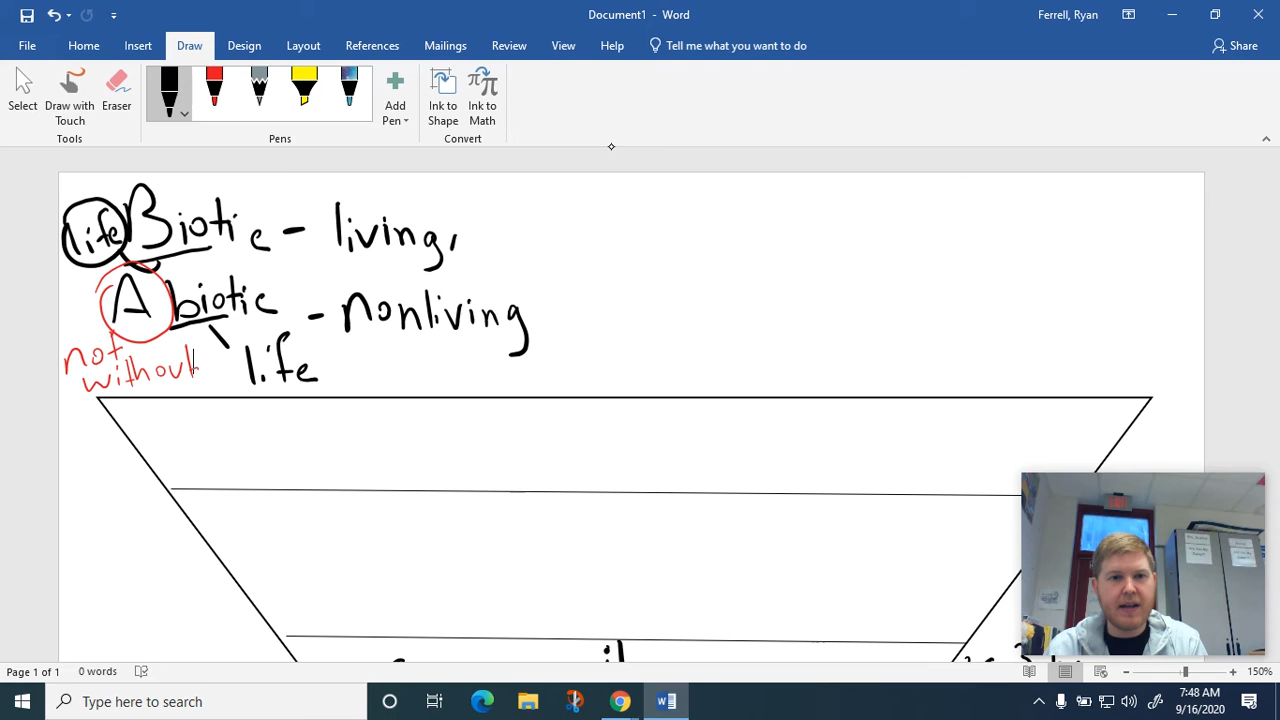 Document1 - Word
Ferrell, Ryan
File Home Insert Draw Design Layout References Mailings Review View Help Tell me what you want to do
Share
Select
Draw with Touch
Eraser
Add Pen
Ink to Shape
Ink to Math
Tools
Pens
Convert
life Biotic - living,
Abiotic - nonliving
not
without
life
Page 1 of 1 0 words
150%
Type here to search
7:48 AM
9/16/2020